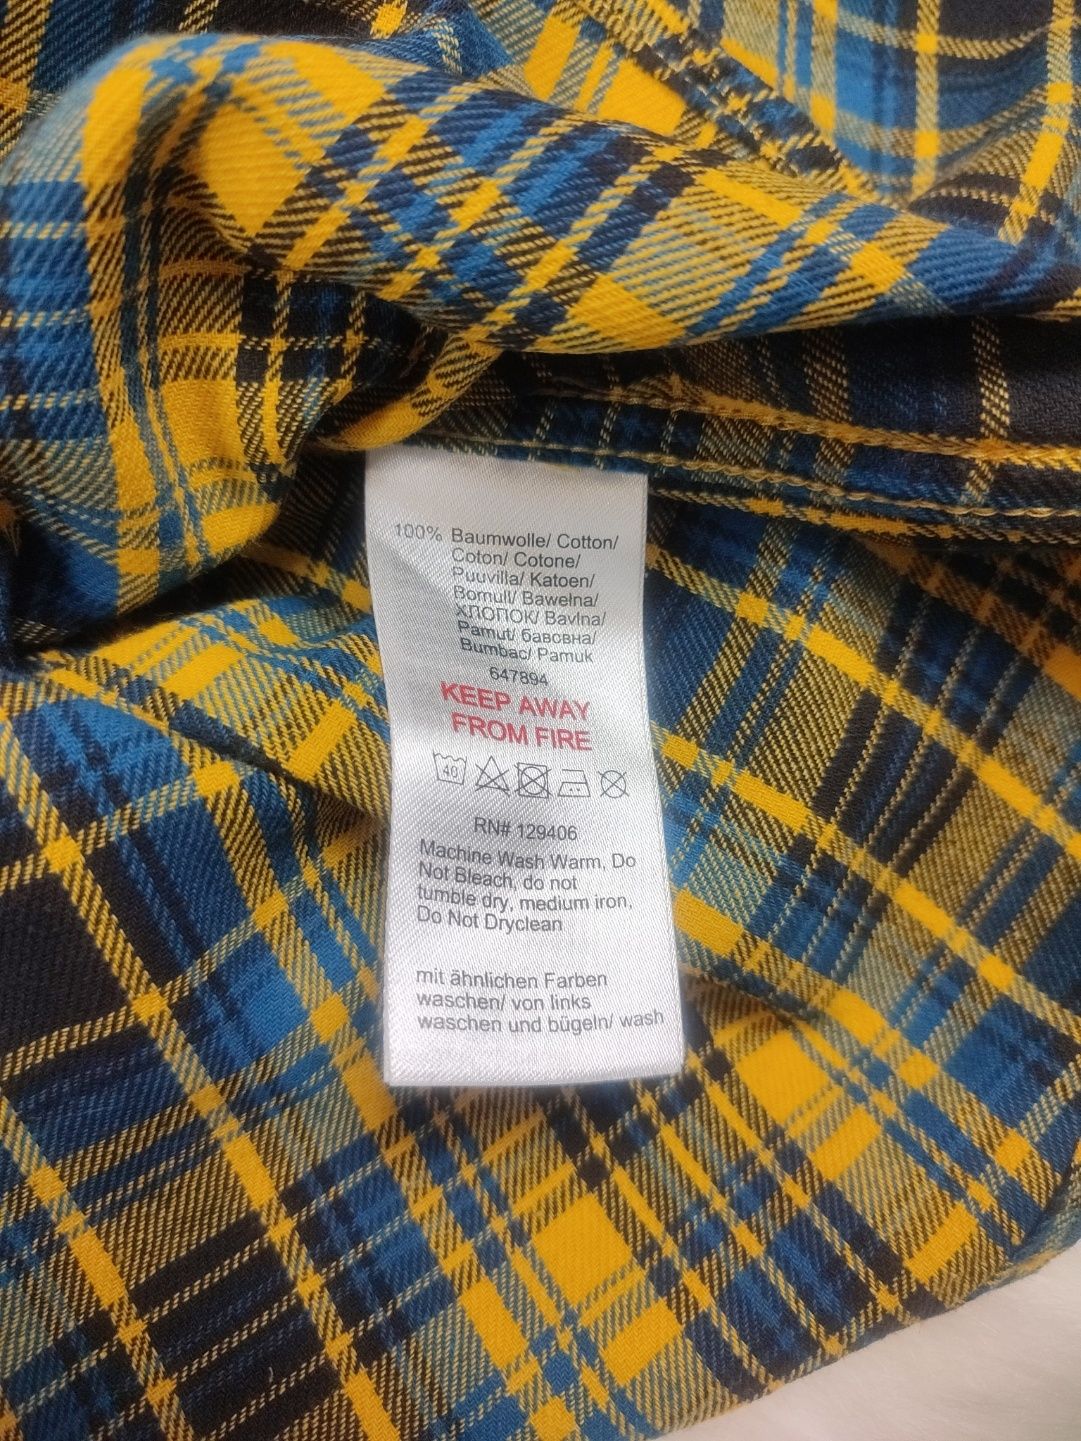 100% Baumwolle/ Cotton/
Coton/ Cotone/
Puuvilla/ Katoen/
Bomull/ Bawełna/
ХЛОПОК/ Bavlna/
Pamut/ бавовна/
Bumbac/ Pamuk
647894
KEEP AWAY
FROM FIRE
40
RN# 129406
Machine Wash Warm, Do
Not Bleach, do not
tumble dry, medium iron,
Do Not Dryclean
mit ähnlichen Farben
waschen/ von links
waschen und bügeln/ wash